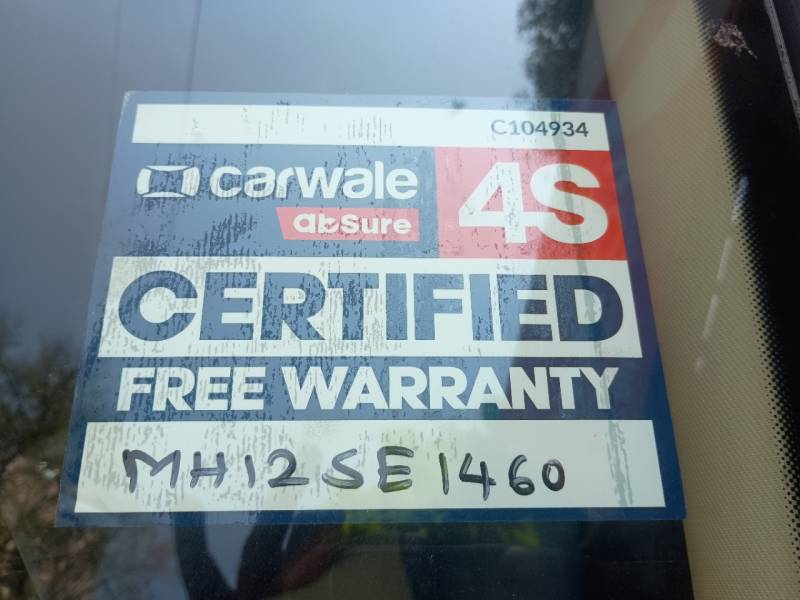 C104934
carwale
abSure
4S
CERTIFIED
FREE WARRANTY
MH12SE1460